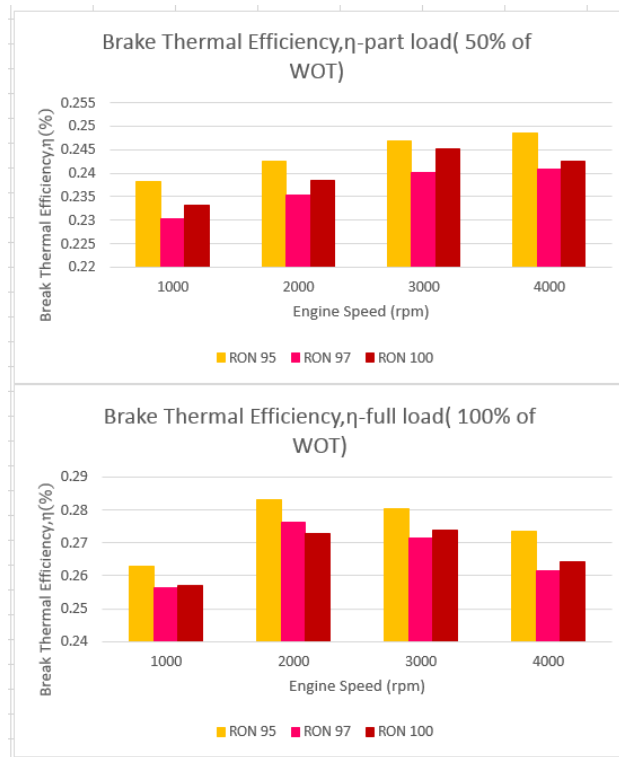 Brake Thermal Efficiency,η-part load( 50% of
WOT)
Break Thermal Efficiency,η(%)
0.255
0.25
0.245
0.24
0.235
0.23
0.225
0.22
1000 2000 3000 4000
Engine Speed (rpm)
RON 95 RON 97 RON 100
Brake Thermal Efficiency,η-full load( 100% of
WOT)
Break Thermal Efficiency,η(%)
0.29
0.28
0.27
0.26
0.25
0.24
1000 2000 3000 4000
Engine Speed (rpm)
RON 95 RON 97 RON 100